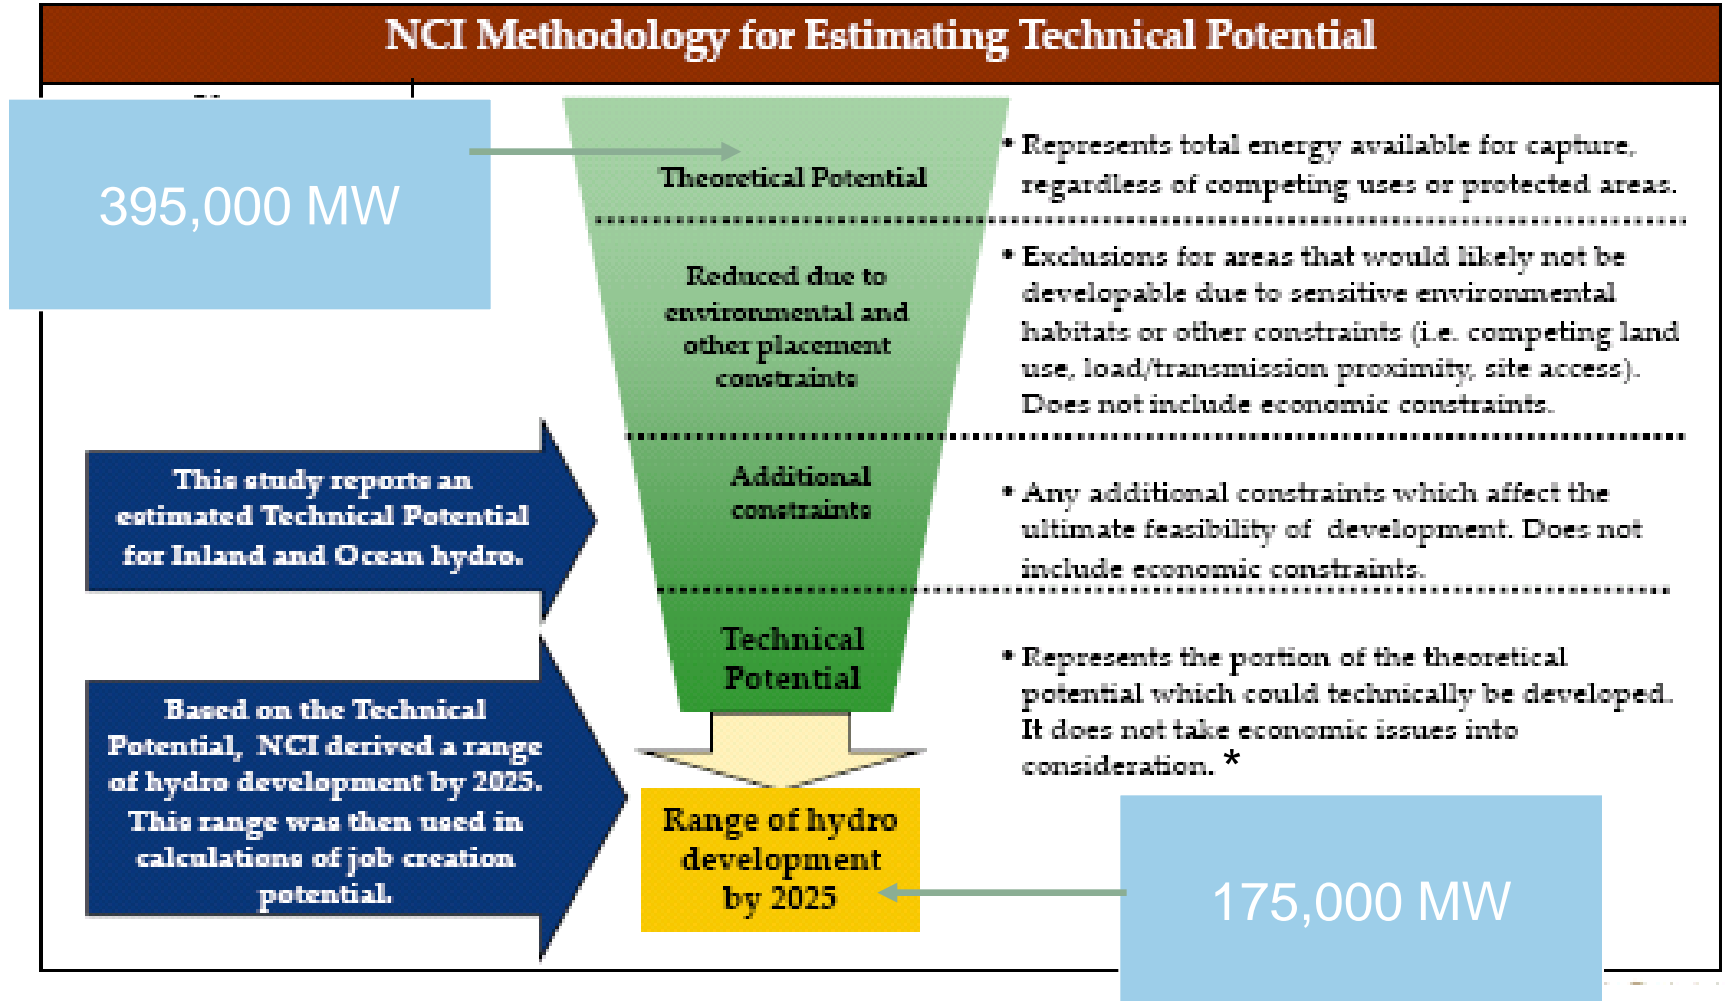 NCI Methodology for Estimating Technical Potential
395,000 MW
Theoretical Potential
• Represents total energy available for capture,
regardless of competing uses or protected areas.
Reduced due to
environmental and
other placement
constraints
• Exclusions for areas that would likely not be
developable due to sensitive environmental
habitats or other constraints (i.e. competing land
use, load/transmission proximity, site access).
Does not include economic constraints.
This study reports an
estimated Technical Potential
for Inland and Ocean hydro.
Additional
constraints
• Any additional constraints which affect the
ultimate feasibility of development. Does not
include economic constraints.
Technical
Potential
• Represents the portion of the theoretical
potential which could technically be developed.
It does not take economic issues into
consideration. *
Based on the Technical
Potential, NCI derived a range
of hydro development by 2025.
This range was then used in
calculations of job creation
potential.
Range of hydro
development
by 2025
175,000 MW